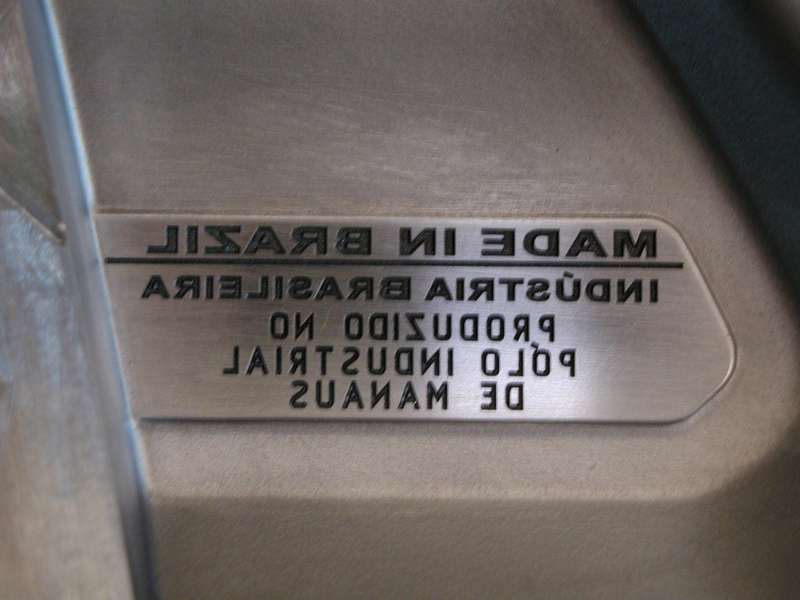 MADE IN BRAZIL
INDÚSTRIA BRASILEIRA
PRODUZIDO NO
PÓLO INDUSTRIAL
DE MANAUS